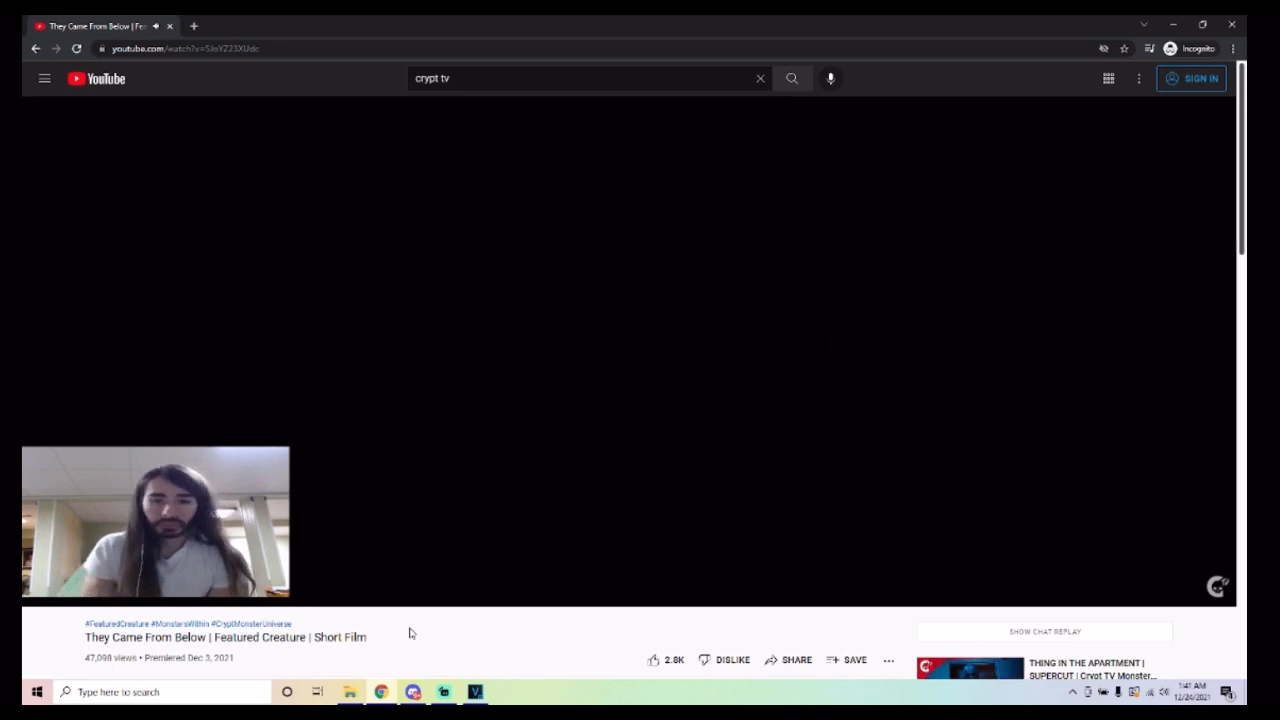 They Came From Below | Fea
youtube.com/watch?v=
Incognito
YouTube
crypt tv
SIGN IN
#FeaturedCreature #MonstersWithin #CryptMonsterUniverse
They Came From Below | Featured Creature | Short Film
47,098 views • Premiered Dec 3, 2021
2.8K
DISLIKE
SHARE
SAVE
SHOW CHAT REPLAY
THING IN THE APARTMENT |
SUPERCUT | Crypt TV Monster...
Type here to search
1:41 AM
12/24/2021